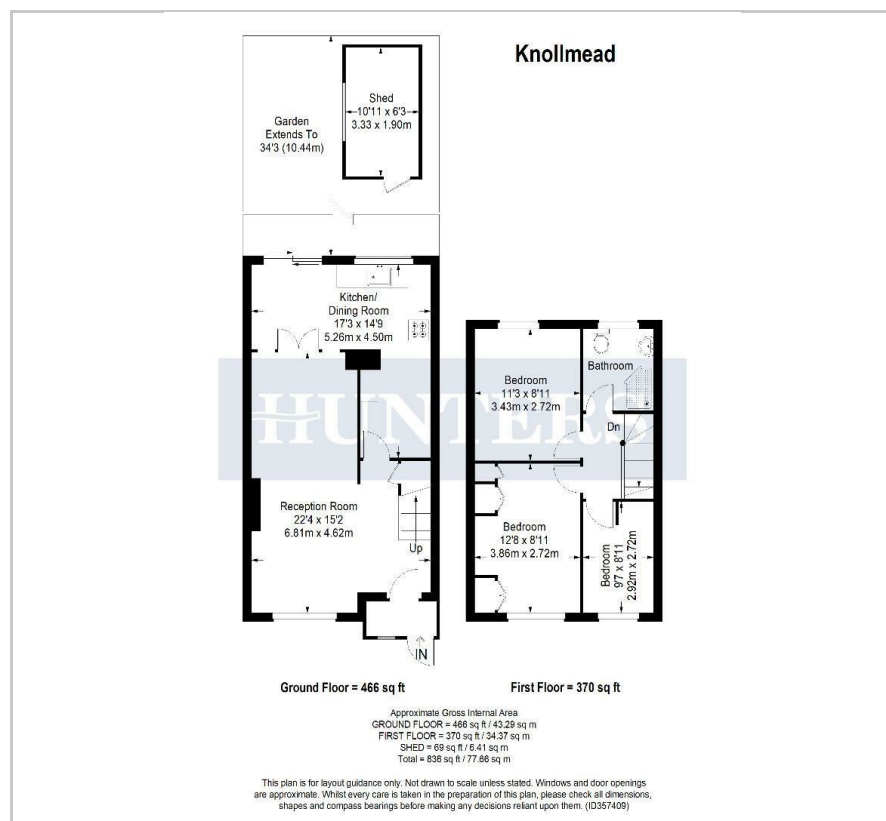 Knollmead
Shed
10'11 x 6'3
3.33 x 1.90m
Garden
Extends To
34'3 (10.44m)
Kitchen/
Dining Room
17'3 x 14'9
5.26m x 4.50m
Bedroom
11'3 x 8'11
3.43m x 2.72m
Bathroom
HUNTERS
Dn
Reception Room
22'4 x 15'2
6.81m x 4.62m
Up
Bedroom
12'8 x 8'11
3.86m x 2.72m
Bedroom
9'7 x 8'11
2.92m x 2.72m
IN
Ground Floor = 466 sq ft
First Floor = 370 sq ft
Approximate Gross Internal Area
GROUND FLOOR = 466 sq ft / 43.29 sq m
FIRST FLOOR = 370 sq ft / 34.37 sq m
SHED = 69 sq ft / 6.41 sq m
Total = 836 sq ft / 77.66 sq m
This plan is for layout guidance only. Not drawn to scale unless stated. Windows and door openings
are approximate. Whilst every care is taken in the preparation of this plan, please check all dimensions,
shapes and compass bearings before making any decisions reliant upon them. (ID357409)